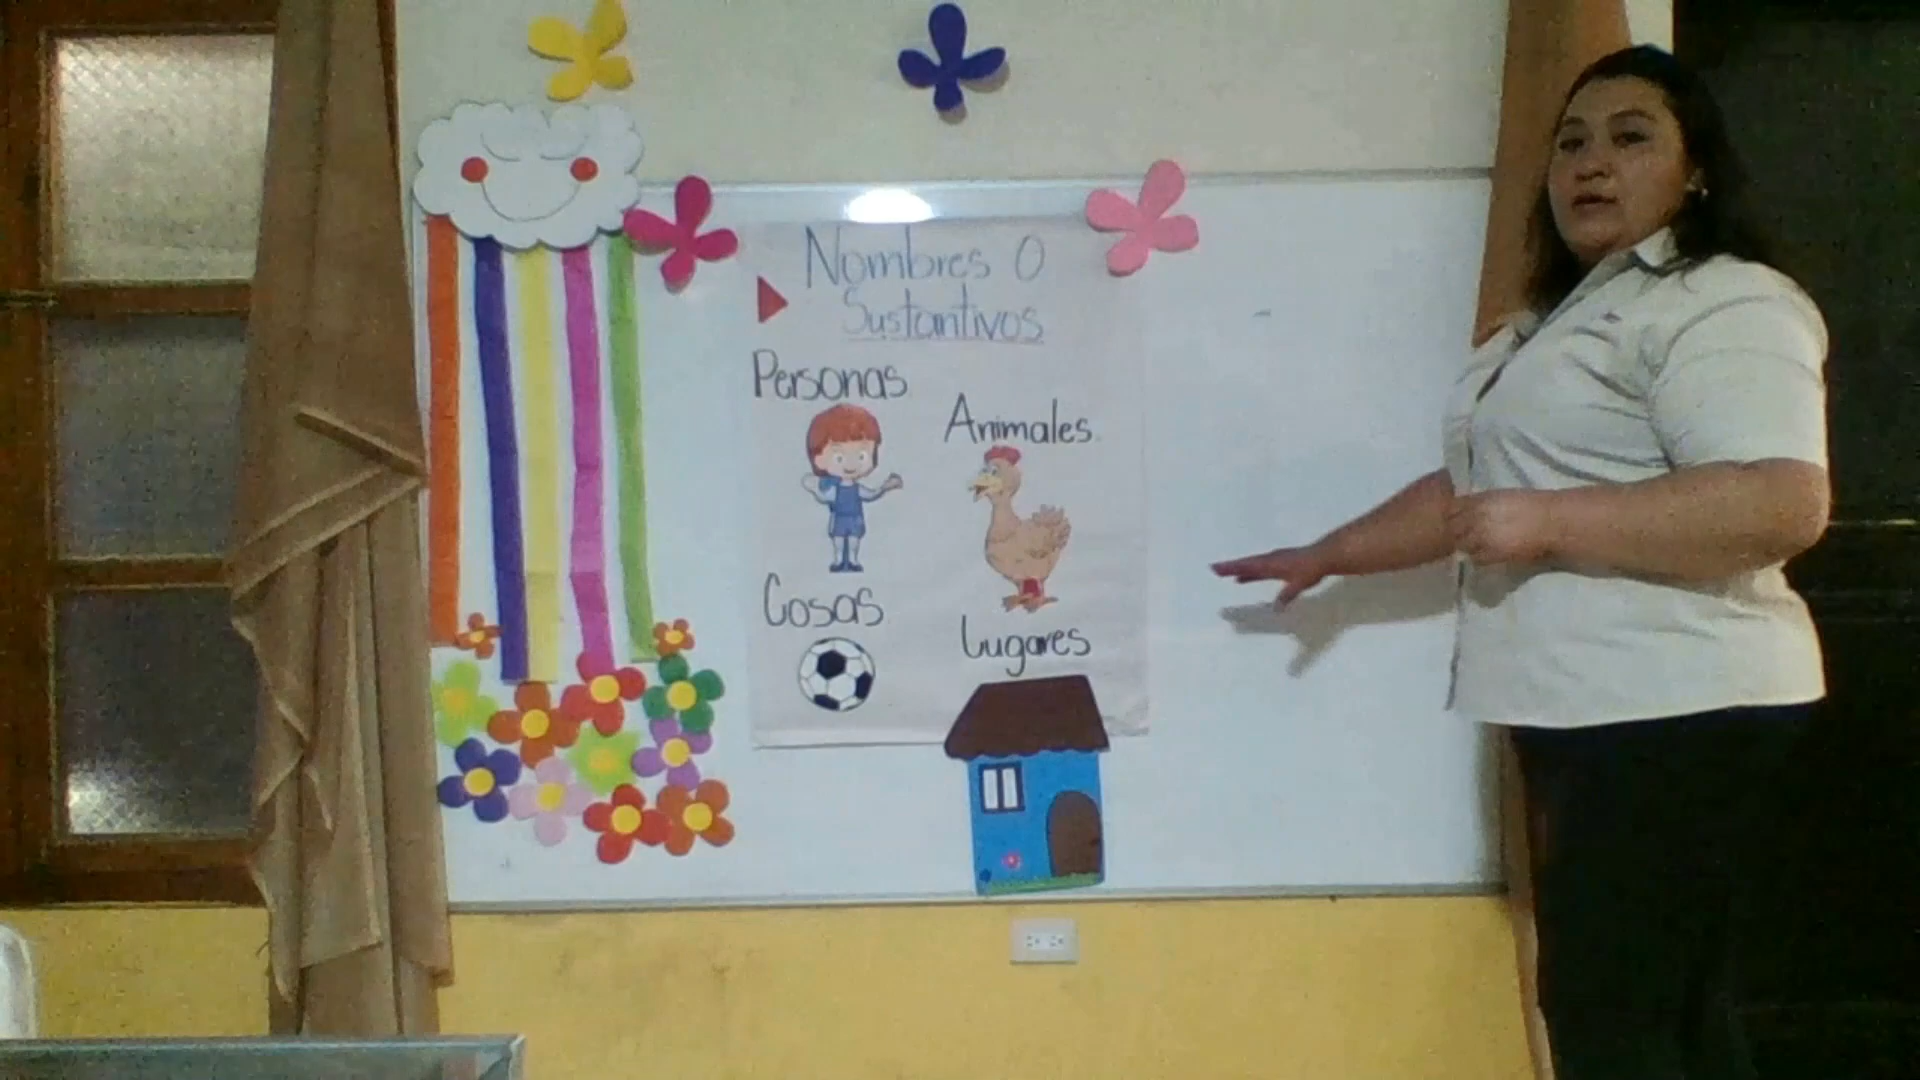 Nombres O
Sustantivos
Personas
Animales.
Cosas
Lugares